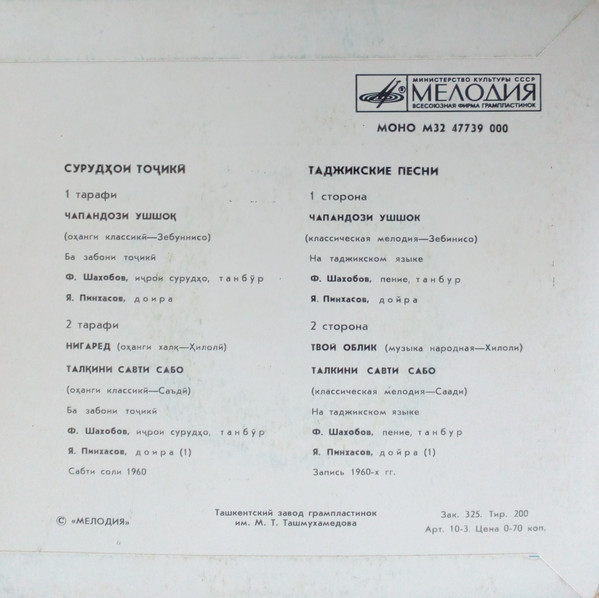 МИНИСТЕРСТВО КУЛЬТУРЫ СССР
МЕЛОДИЯ
ВСЕСОЮЗНАЯ ФИРМА ГРАМПЛАСТИНОК
МОНО М32 47739 000
СУРУДҲОИ ТОҶИКӢ
1 тарафи
ЧАПАНДОЗИ УШШОҚ
(оҳанги классикӣ—Зебуннисо)
Ба забони тоҷикӣ
Ф. Шахобов, иҷрои сурудҳо, танбӯр
Я. Пинхасов, доира
2 тарафи
НИГАРЕД (оҳанги халқ—Ҳилолӣ)
ТАЛҚИНИ САВТИ САБО
(оҳанги классикӣ—Саъдӣ)
Ба забони тоҷикӣ
Ф. Шахобов, иҷрои сурудҳо, танбӯр
Я. Пинхасов, доира (1)
Сабти соли 1960
ТАДЖИКСКИЕ ПЕСНИ
1 сторона
ЧАПАНДОЗИ УШШОК
(классическая мелодия—Зебинисо)
На таджикском языке
Ф. Шахобов, пение, танбур
Я. Пинхасов, дойра
2 сторона
ТВОЙ ОБЛИК (музыка народная—Хилоли)
ТАЛКИНИ САВТИ САБО
(классическая мелодия—Саади)
На таджикском языке
Ф. Шахобов, пение, танбур
Я. Пинхасов, дойра (1)
Запись 1960-х гг.
© «МЕЛОДИЯ»
Ташкентский завод грампластинок
им. М. Т. Ташмухамедова
Зак. 325. Тир. 200
Арт. 10-3. Цена 0-70 коп.